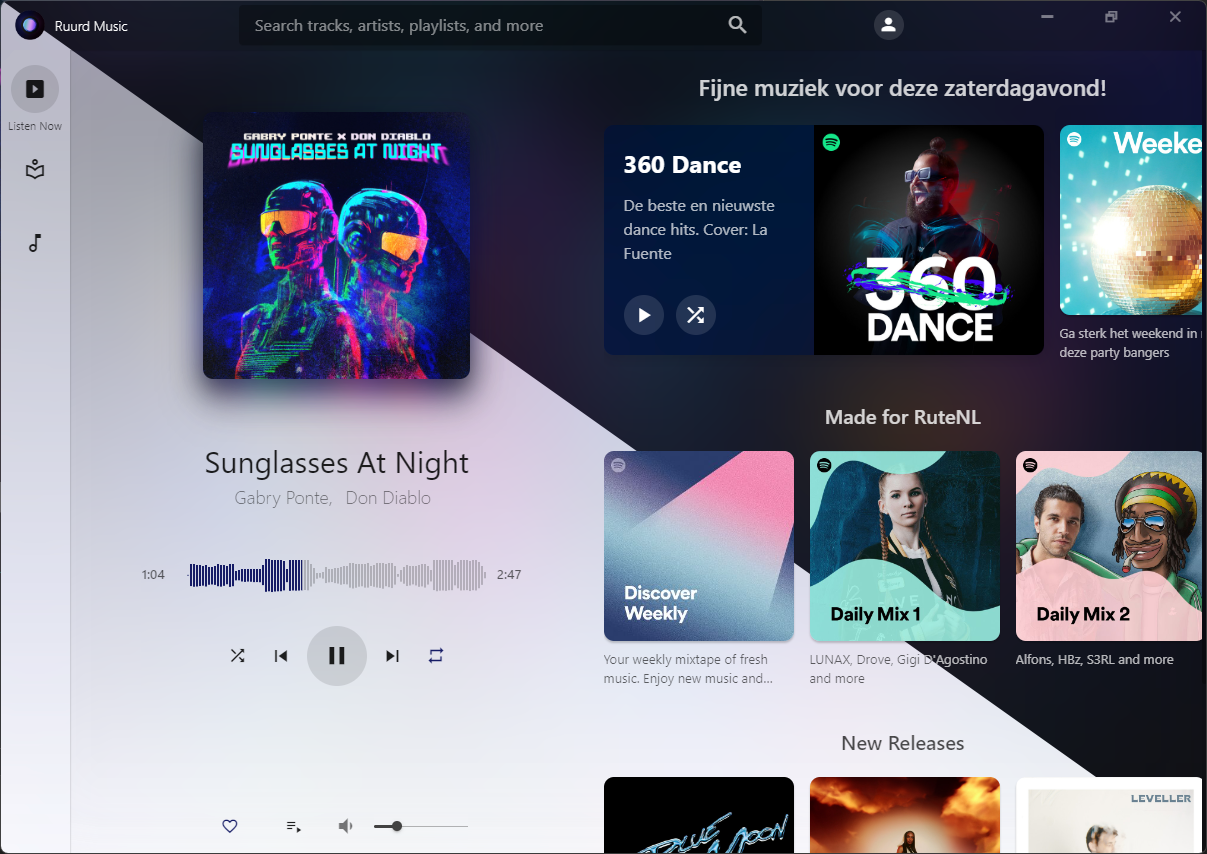 Ruurd Music
Search tracks, artists, playlists, and more
Listen Now
GABRY PONTE X DON DIABLO
SUNGLASSES AT NIGHT
Sunglasses At Night
Gabry Ponte, Don Diablo
1:04
2:47
Fijne muziek voor deze zaterdagavond!
360 Dance
De beste en nieuwste
dance hits. Cover: La
Fuente
360
DANCE
Weeke
Ga sterk het weekend in
deze party bangers
Made for RuteNL
Discover
Weekly
Your weekly mixtape of fresh
music. Enjoy new music and...
Daily Mix 1
LUNAX, Drove, Gigi D'Agostino
and more
Daily Mix 2
Alfons, HBz, S3RL and more
New Releases
BLUE MOON
LEVELLER